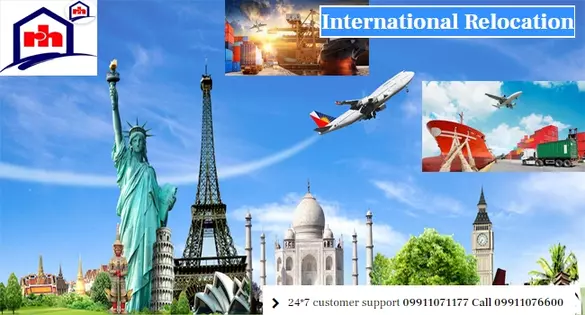 International Relocation
24*7 customer support 09911071177 Call 09911076600